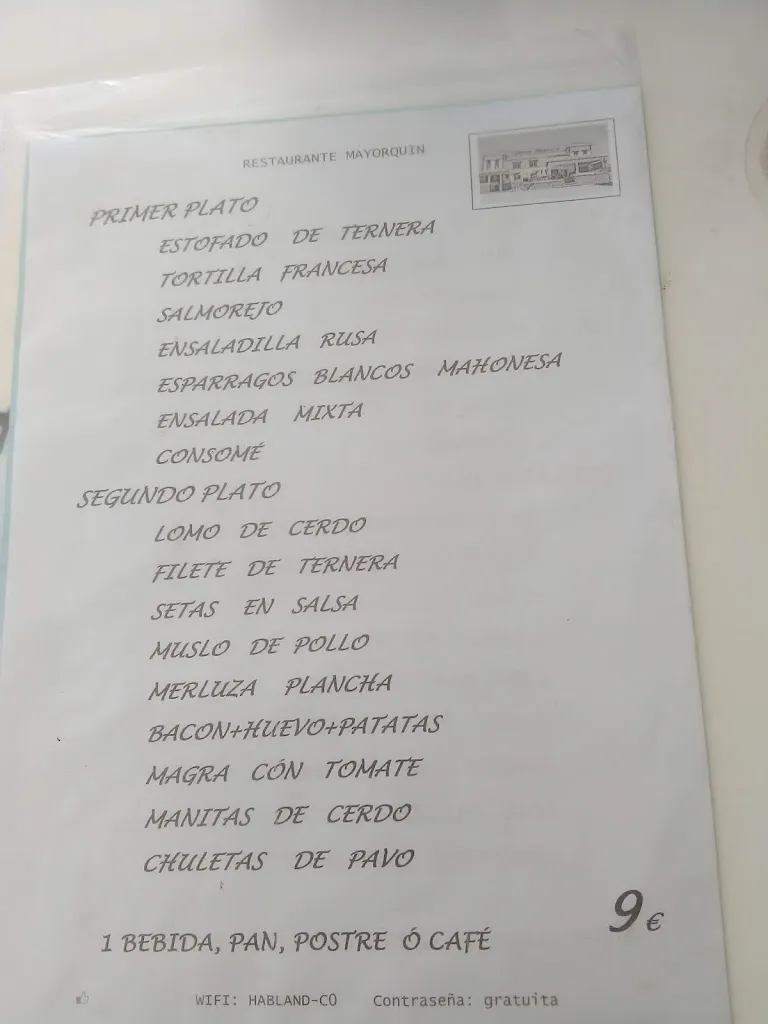 RESTAURANTE MAYORQUIN
PRIMER PLATO
ESTOFADO DE TERNERA
TORTILLA FRANCESA
SALMOREJO
ENSALADILLA RUSA
ESPARRAGOS BLANCOS MAHONESA
ENSALADA MIXTA
CONSOMÉ
SEGUNDO PLATO
LOMO DE CERDO
FILETE DE TERNERA
SETAS EN SALSA
MUSLO DE POLLO
MERLUZA PLANCHA
BACON+HUEVO+PATATAS
MAGRA CÓN TOMATE
MANITAS DE CERDO
CHULETAS DE PAVO
9€
1 BEBIDA, PAN, POSTRE Ó CAFÉ
WIFI: HABLAND-CO Contraseña: gratuita